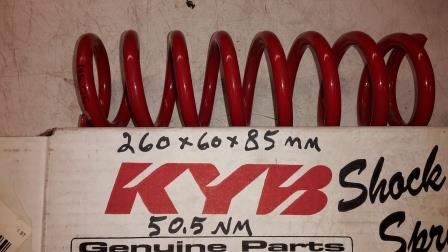 260 x 60 x 85 mm
KYB Shock
50.5 NM
Spr
Genuine Parts